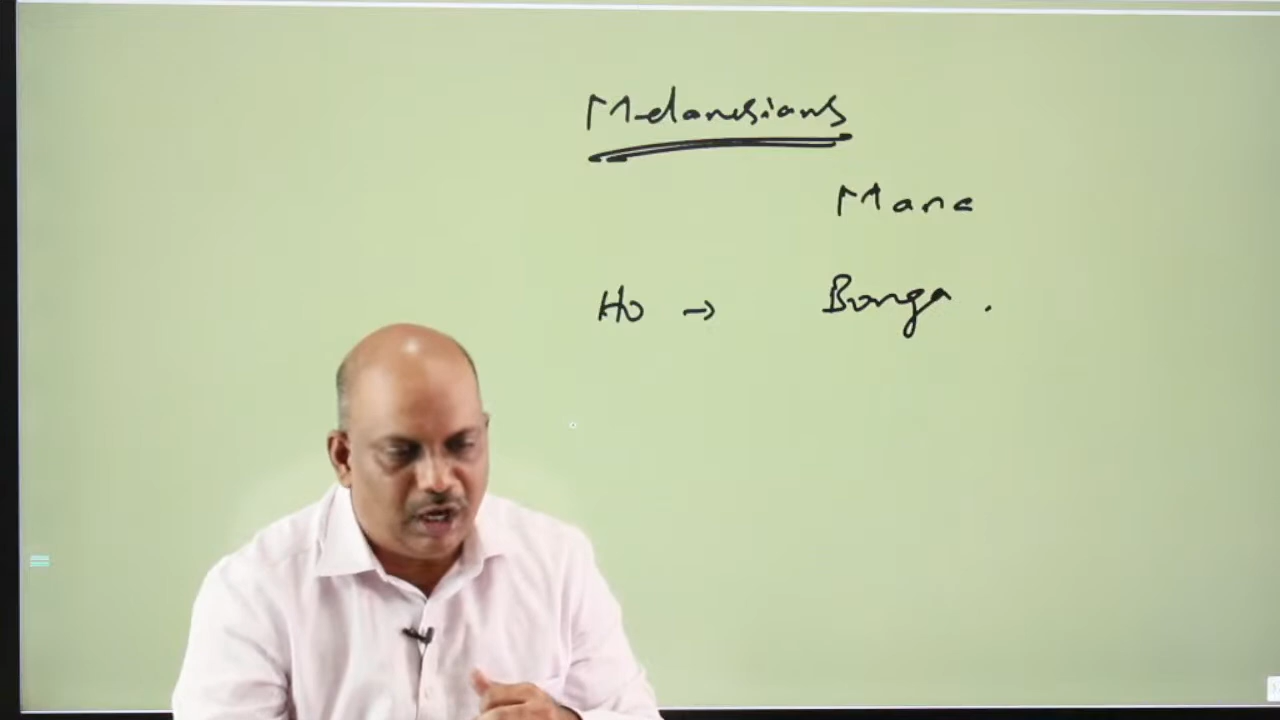 Melanesians
Mana
Ho → Bonga .